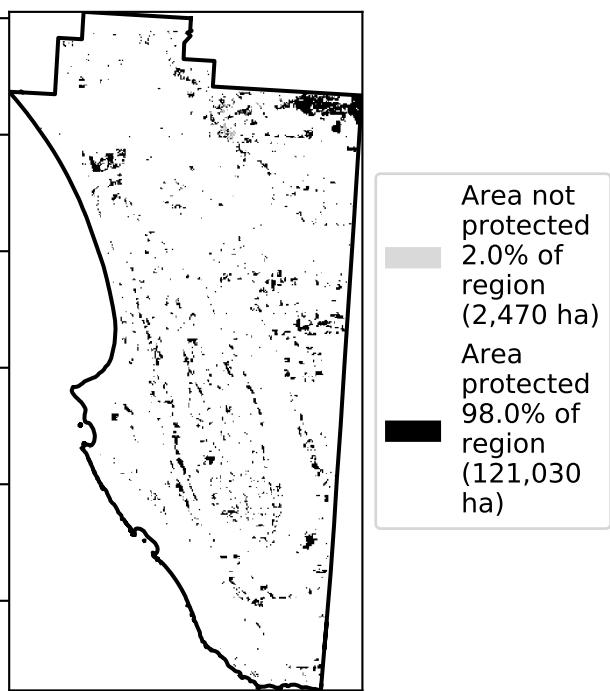 Area not
protected
2.0% of
region
(2,470 ha)
Area
protected
98.0% of
region
(121,030
ha)